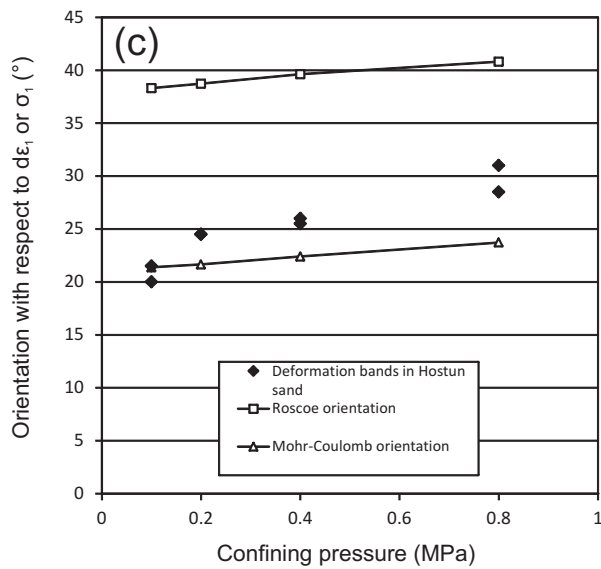 (c)
45
40
35
30
25
20
15
10
5
0
Orientation with respect to dε₁ or σ₁ (°)
Deformation bands in Hostun
sand
Roscoe orientation
Mohr-Coulomb orientation
0 0.2 0.4 0.6 0.8 1
Confining pressure (MPa)